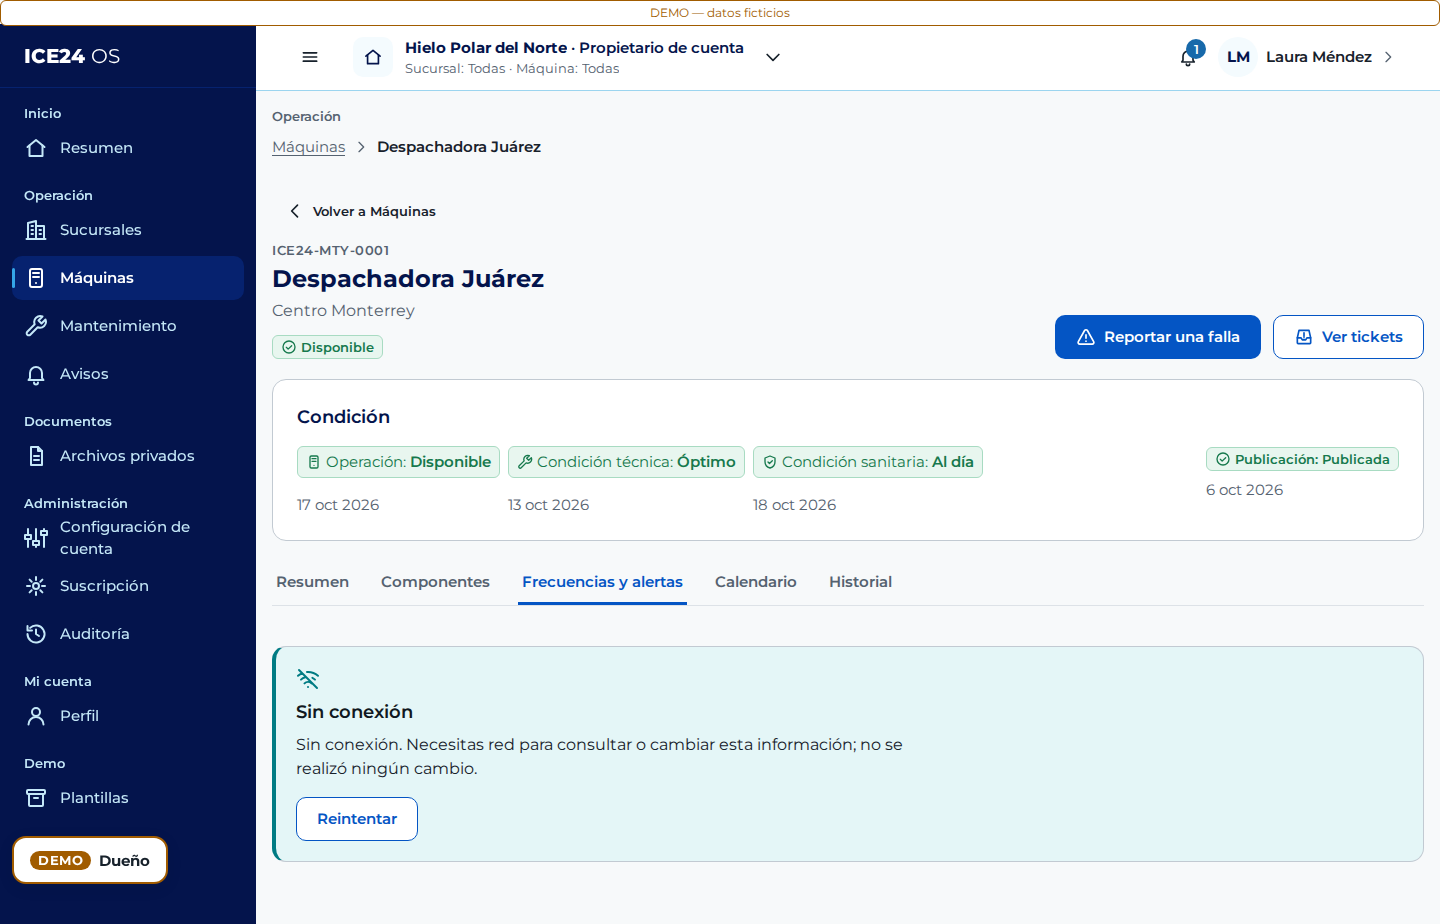 DEMO — datos ficticios
ICE24 OS
Inicio
Resumen
Operación
Sucursales
Máquinas
Mantenimiento
Avisos
Documentos
Archivos privados
Administración
Configuración de
cuenta
Suscripción
Auditoría
Mi cuenta
Perfil
Demo
Plantillas
DEMO Dueño
Hielo Polar del Norte · Propietario de cuenta
Sucursal: Todas · Máquina: Todas
1
LM Laura Méndez
Operación
Máquinas > Despachadora Juárez
Volver a Máquinas
ICE24-MTY-0001
Despachadora Juárez
Centro Monterrey
Disponible
Reportar una falla
Ver tickets
Condición
Operación: Disponible
17 oct 2026
Condición técnica: Óptimo
13 oct 2026
Condición sanitaria: Al día
18 oct 2026
Publicación: Publicada
6 oct 2026
Resumen Componentes Frecuencias y alertas Calendario Historial
Sin conexión
Sin conexión. Necesitas red para consultar o cambiar esta información; no se
realizó ningún cambio.
Reintentar